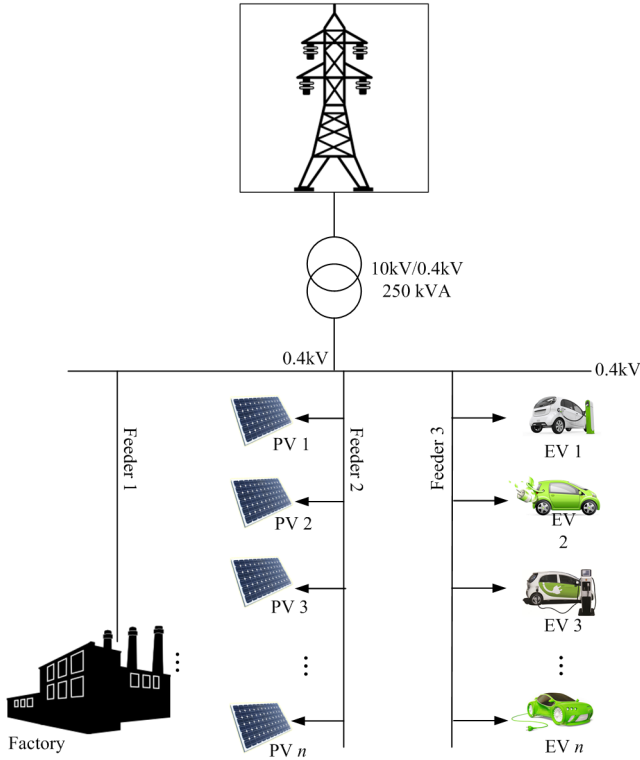 10kV/0.4kV
250 kVA
0.4kV
0.4kV
Feeder 1
Feeder 2
Feeder 3
PV 1
EV 1
PV 2
EV
2
PV 3
EV 3
Factory
PV n
EV n